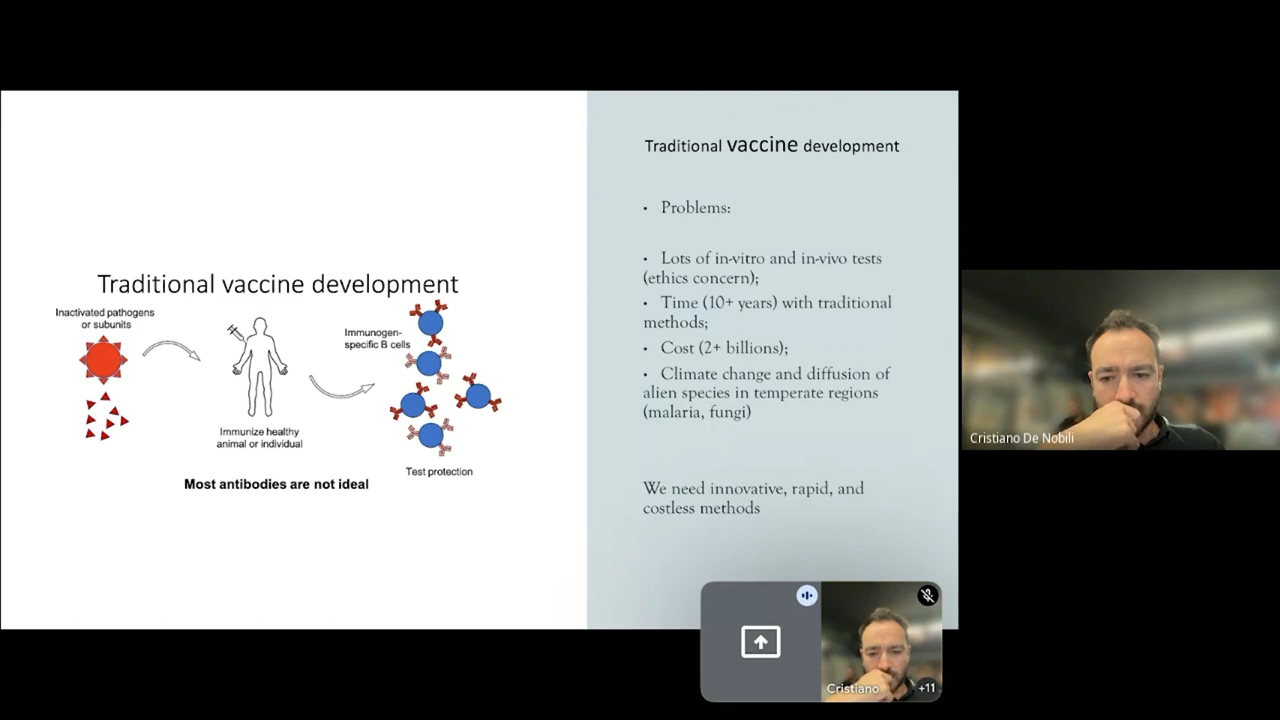 Traditional vaccine development
Inactivated pathogens
or subunits
Immunize healthy
animal or individual
Immunogen-
specific B cells
Test protection
Most antibodies are not ideal
Traditional vaccine development
• Problems:
• Lots of in-vitro and in-vivo tests
(ethics concern);
• Time (10+ years) with traditional
methods;
• Cost (2+ billions);
• Climate change and diffusion of
alien species in temperate regions
(malaria, fungi)
We need innovative, rapid, and
costless methods
Cristiano
+11
Cristiano De Nobili